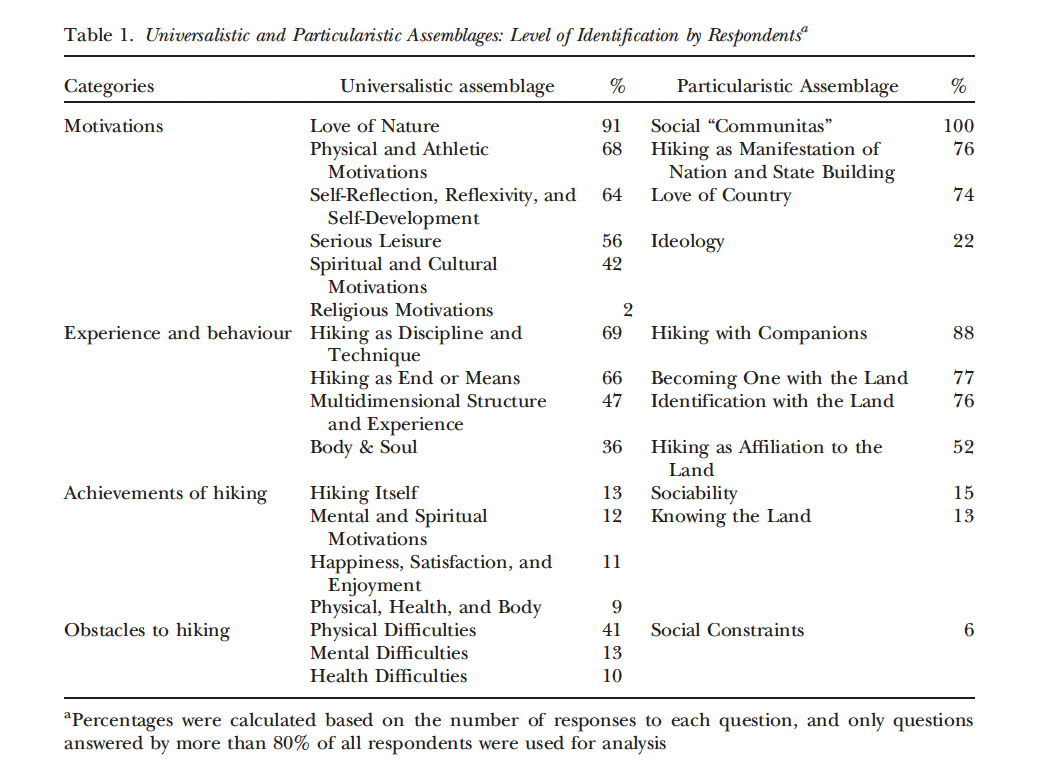 Table 1. Universalistic and Particularistic Assemblages: Level of Identification by Respondentsa
Categories Universalistic assemblage % Particularistic Assemblage %
Motivations Love of Nature 91 Social “Communitas” 100
Physical and Athletic 68 Hiking as Manifestation of 76
Motivations Nation and State Building
Self-Reflection, Reflexivity, and 64 Love of Country 74
Self-Development
Serious Leisure 56 Ideology 22
Spiritual and Cultural 42
Motivations
Religious Motivations 2
Experience and behaviour Hiking as Discipline and 69 Hiking with Companions 88
Technique
Hiking as End or Means 66 Becoming One with the Land 77
Multidimensional Structure 47 Identification with the Land 76
and Experience
Body & Soul 36 Hiking as Affiliation to the 52
Land
Achievements of hiking Hiking Itself 13 Sociability 15
Mental and Spiritual 12 Knowing the Land 13
Motivations
Happiness, Satisfaction, and 11
Enjoyment
Physical, Health, and Body 9
Obstacles to hiking Physical Difficulties 41 Social Constraints 6
Mental Difficulties 13
Health Difficulties 10
aPercentages were calculated based on the number of responses to each question, and only questions
answered by more than 80% of all respondents were used for analysis